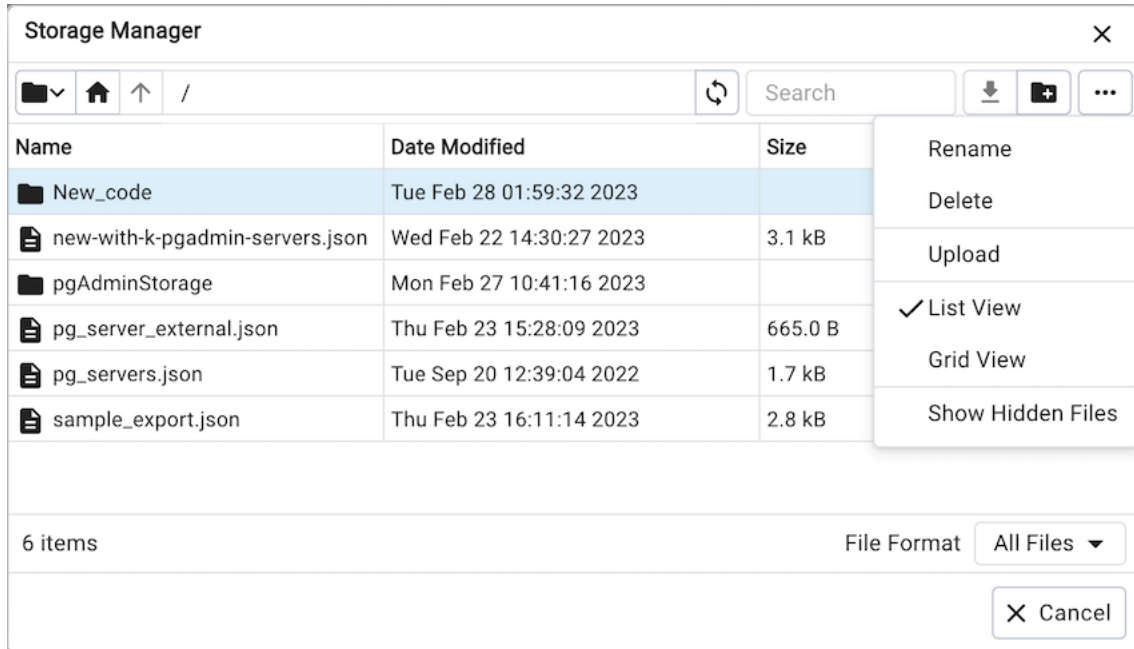 Storage Manager
/
Search
Name Date Modified Size
Rename
New_code Tue Feb 28 01:59:32 2023
Delete
new-with-k-pgadmin-servers.json Wed Feb 22 14:30:27 2023 3.1 kB
Upload
pgAdminStorage Mon Feb 27 10:41:16 2023
List View
pg_server_external.json Thu Feb 23 15:28:09 2023 665.0 B
Grid View
pg_servers.json Tue Sep 20 12:39:04 2022 1.7 kB
Show Hidden Files
sample_export.json Thu Feb 23 16:11:14 2023 2.8 kB
6 items File Format All Files
Cancel